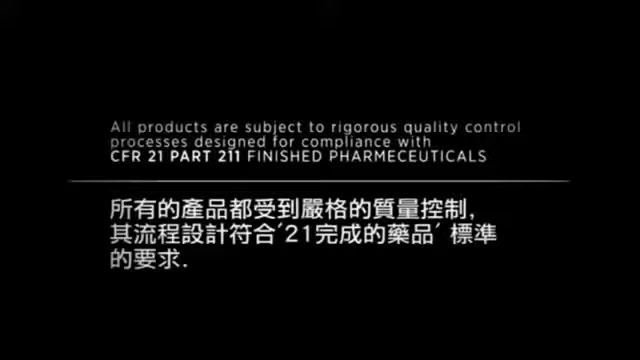 All products are subject to rigorous quality control
processes designed for compliance with
CFR 21 PART 211 FINISHED PHARMECEUTICALS
所有的產品都受到嚴格的質量控制,
其流程設計符合′21完成的藥品′ 標準
的要求.